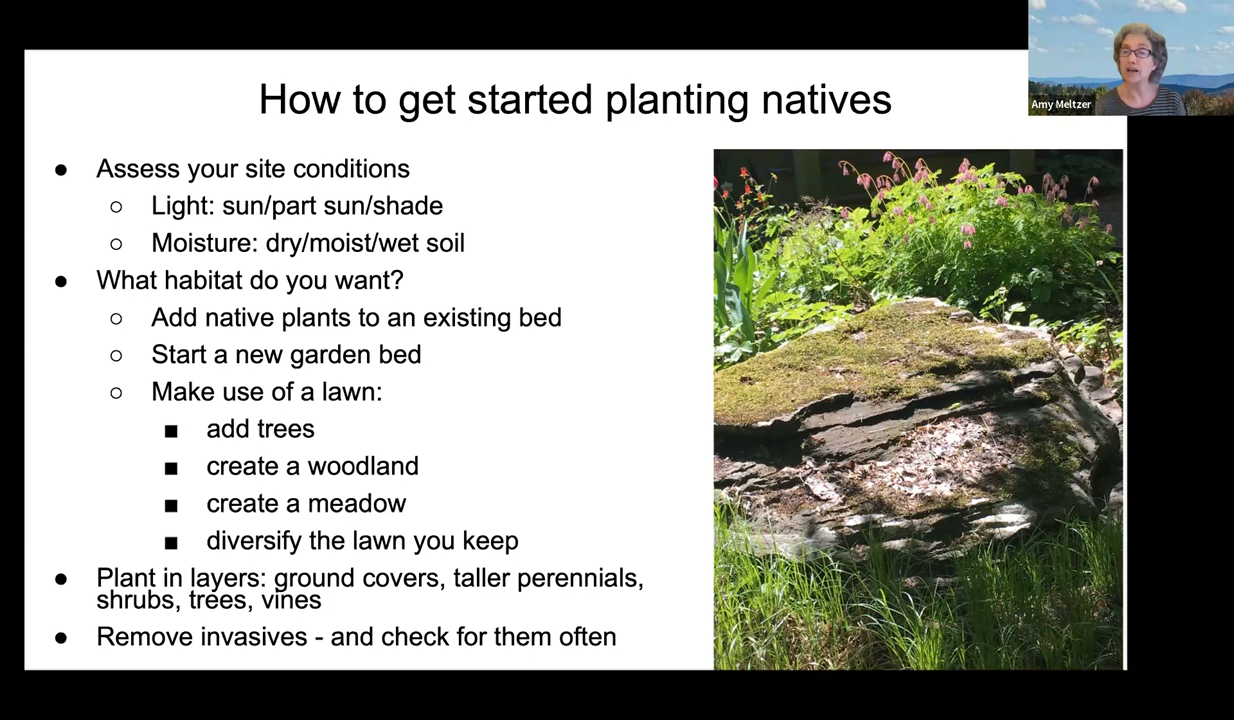 How to get started planting natives
Amy Meltzer
● Assess your site conditions
○ Light: sun/part sun/shade
○ Moisture: dry/moist/wet soil
● What habitat do you want?
○ Add native plants to an existing bed
○ Start a new garden bed
○ Make use of a lawn:
■ add trees
■ create a woodland
■ create a meadow
■ diversify the lawn you keep
● Plant in layers: ground covers, taller perennials,
shrubs, trees, vines
● Remove invasives - and check for them often